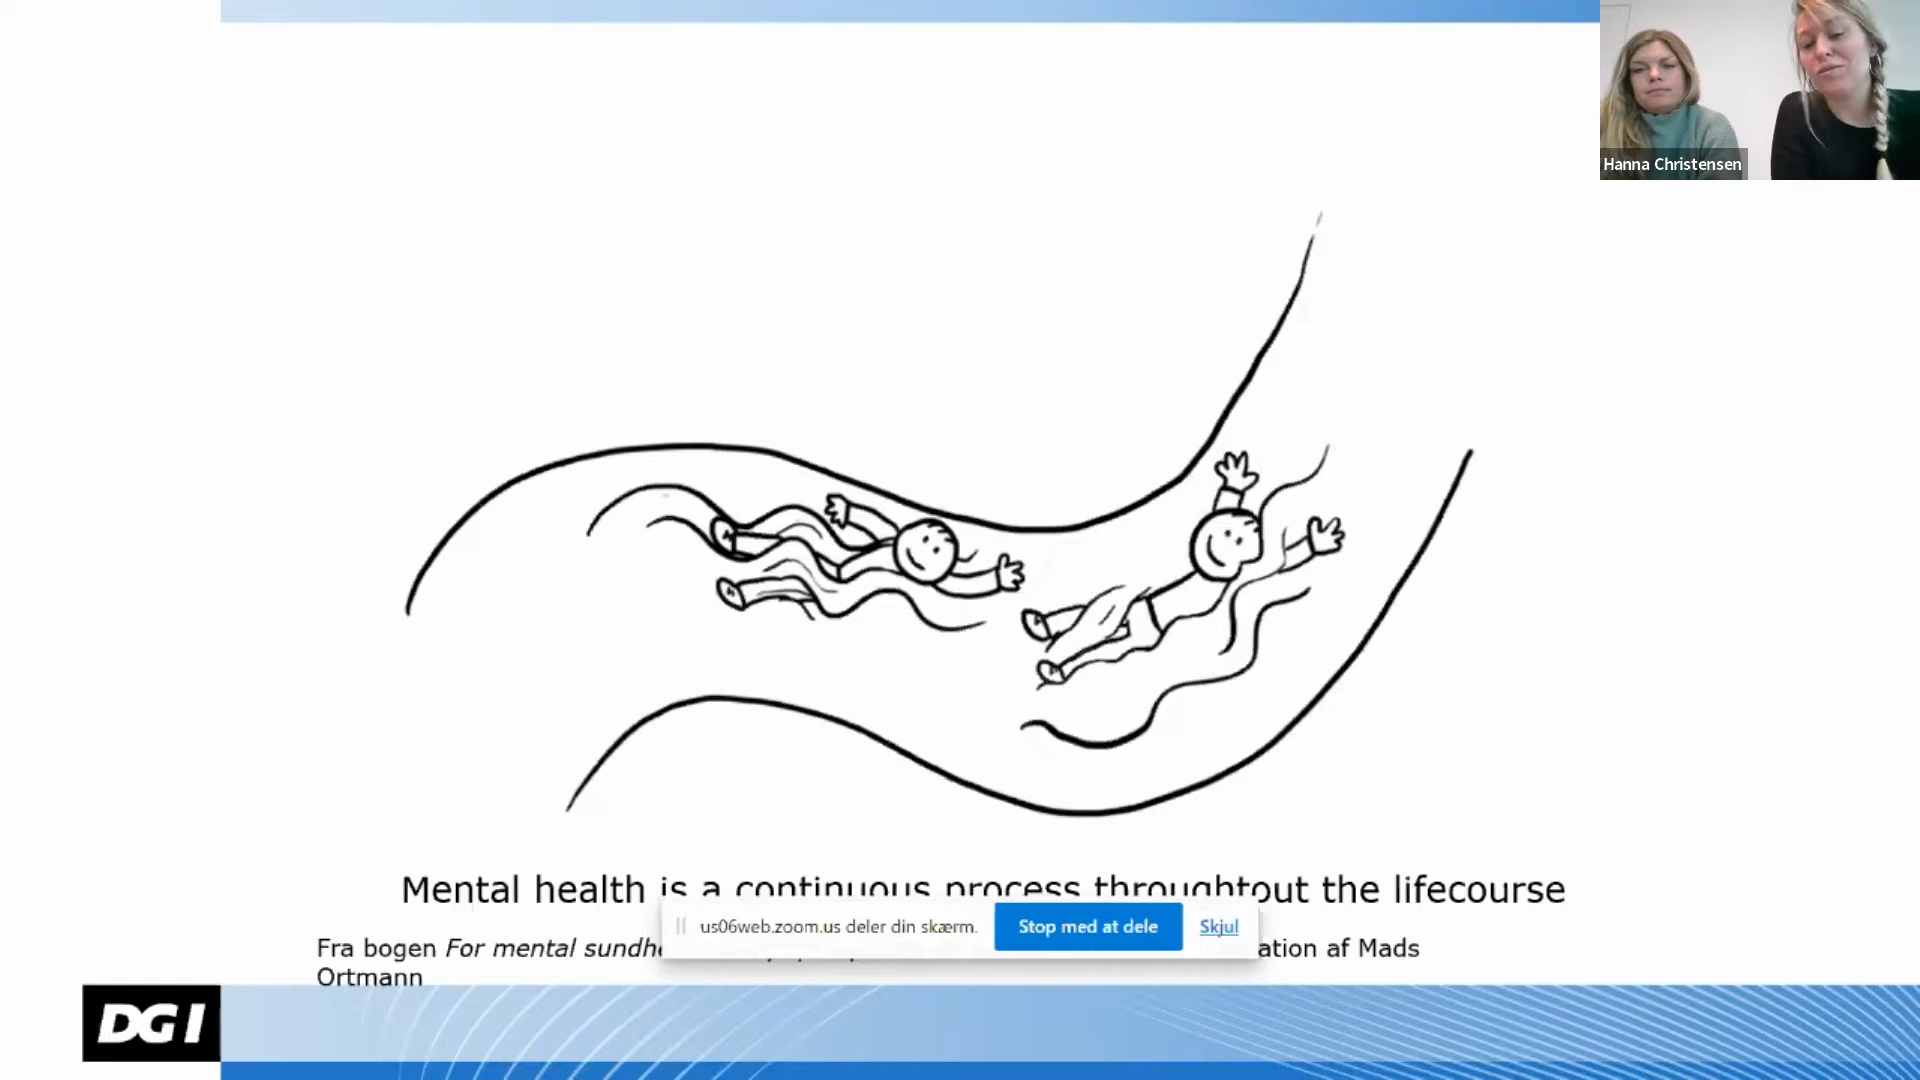 Hanna Christensen
Mental health is a continuous process throughtout the lifecourse
us06web.zoom.us deler din skærm.
Stop med at dele
Skjul
Fra bogen For mental
ation af Mads
Ortmann
DGI